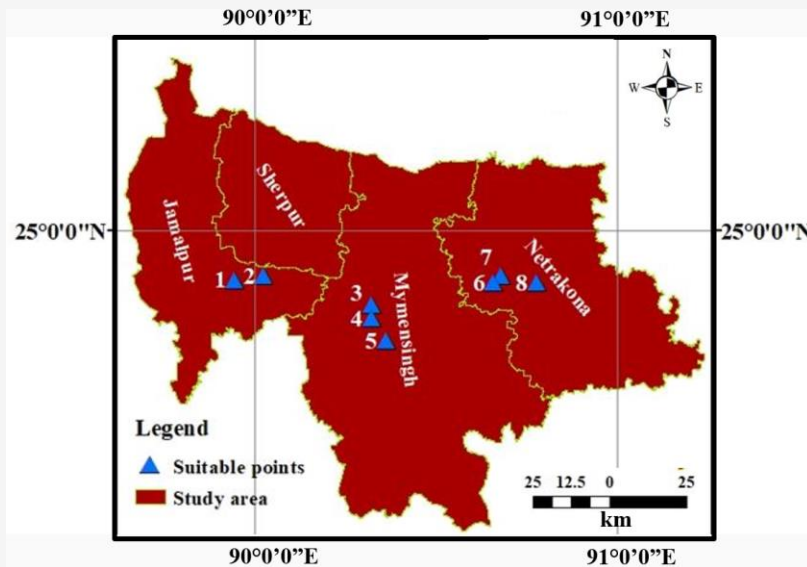 90°0'0”E
91°0'0”E
N
W
E
S
Sherpur
Jamalpur
25°0'0"N
25°0'0"N
7
Netrakona
1
2
6
8
Mymensingh
3
4
5
Legend
Suitable points
Study area
25 12.5 0 25
km
90°0'0”E
91°0'0”E